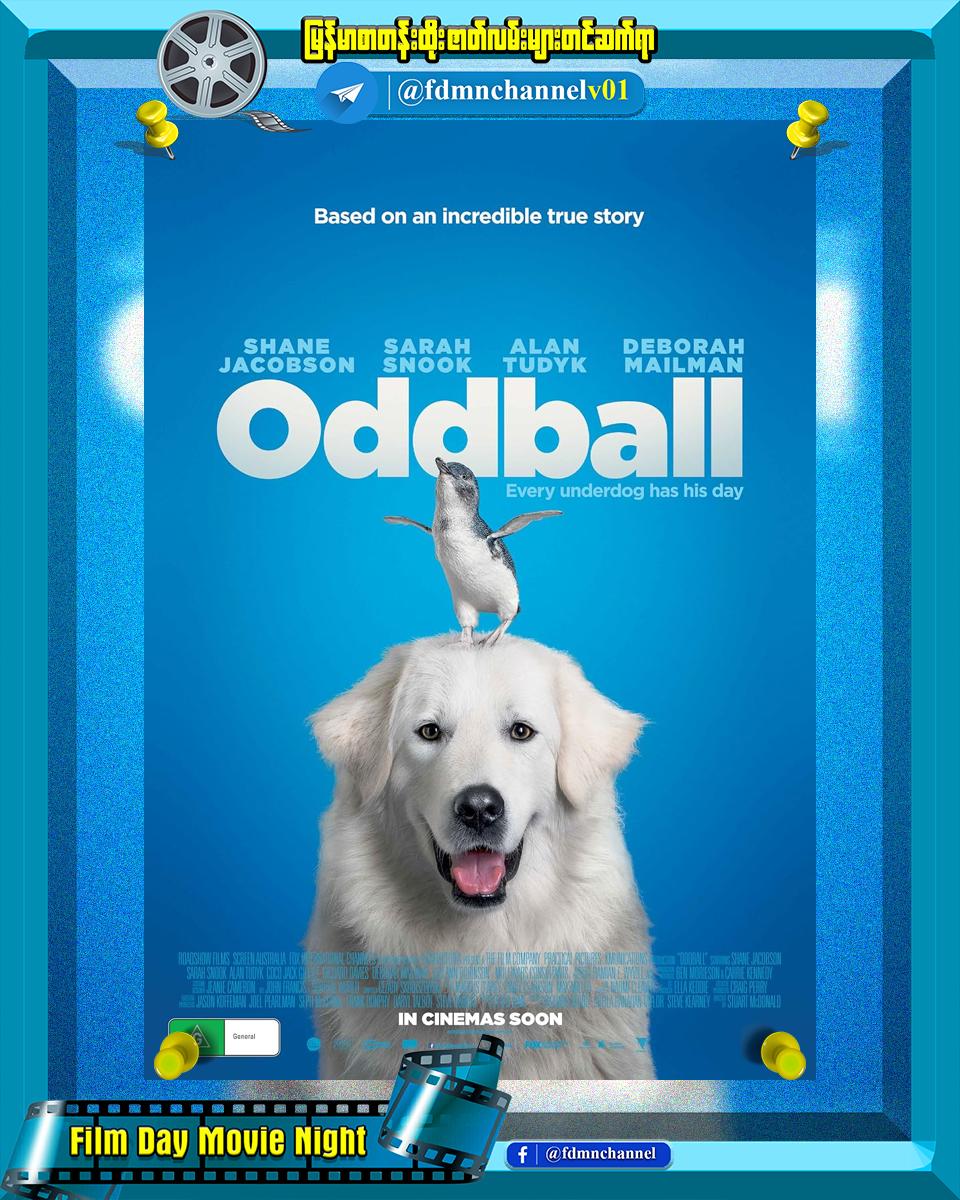 မြန်မာစာတန်းထိုးဇာတ်လမ်းများတင်ဆက်ရာ
@fdmnchannelv01
Based on an incredible true story
SHANE JACOBSON
SARAH SNOOK
ALAN TUDYK
DEBORAH MAILMAN
Oddball
Every underdog has his day
IN CINEMAS SOON
G
General
Film Day Movie Night
@fdmnchannel